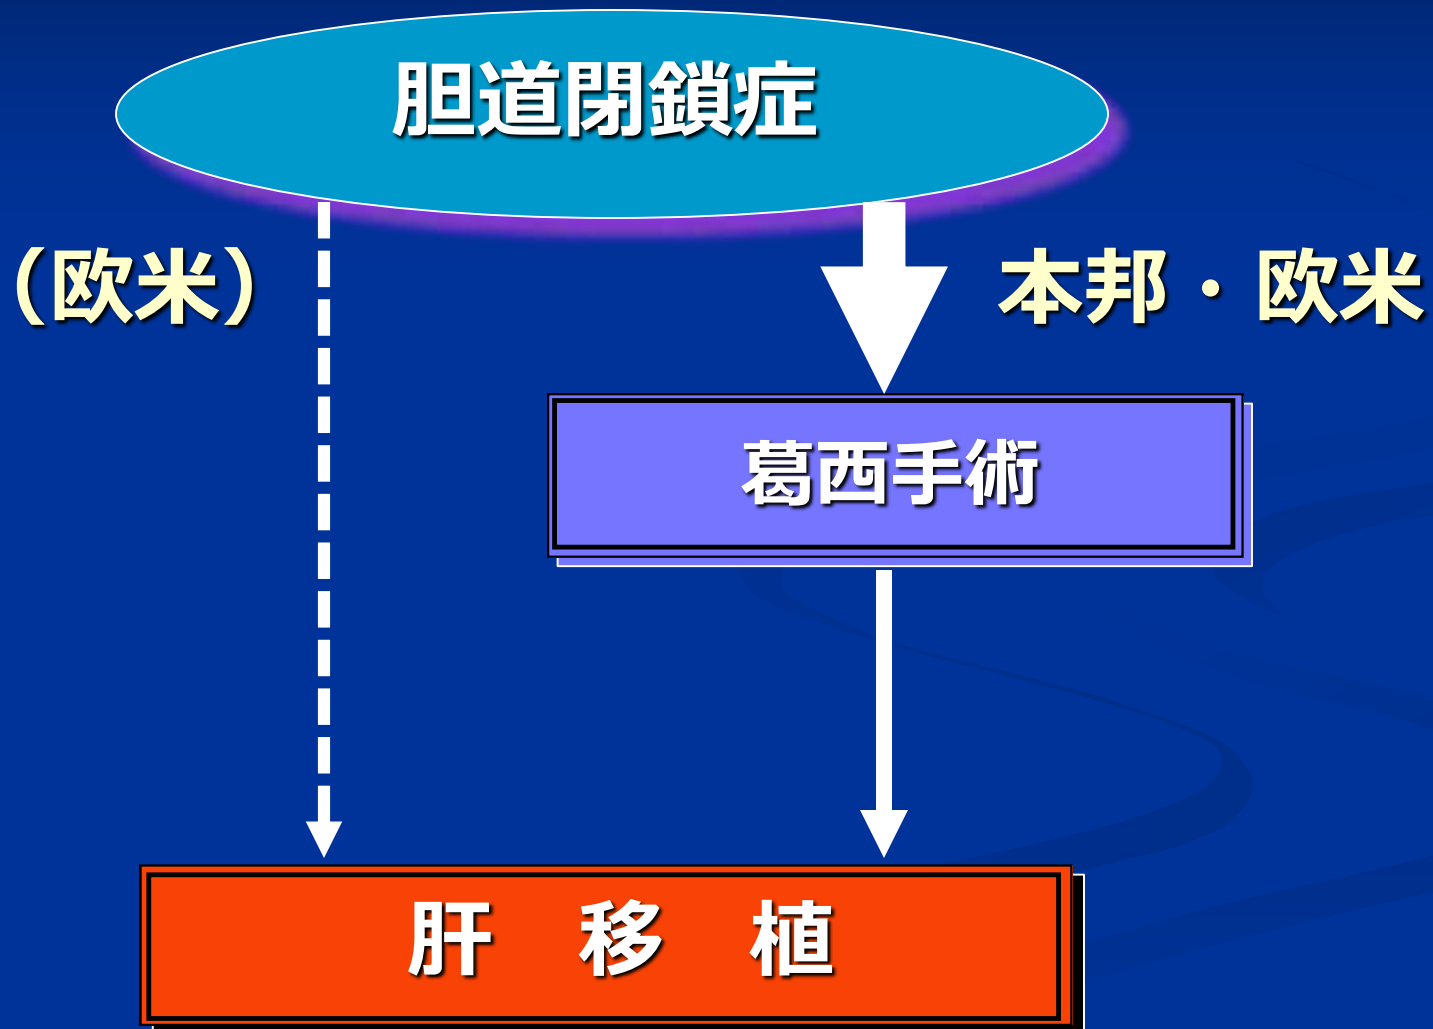 胆道閉鎖症
（欧米）
本邦・欧米
葛西手術
肝　移　植